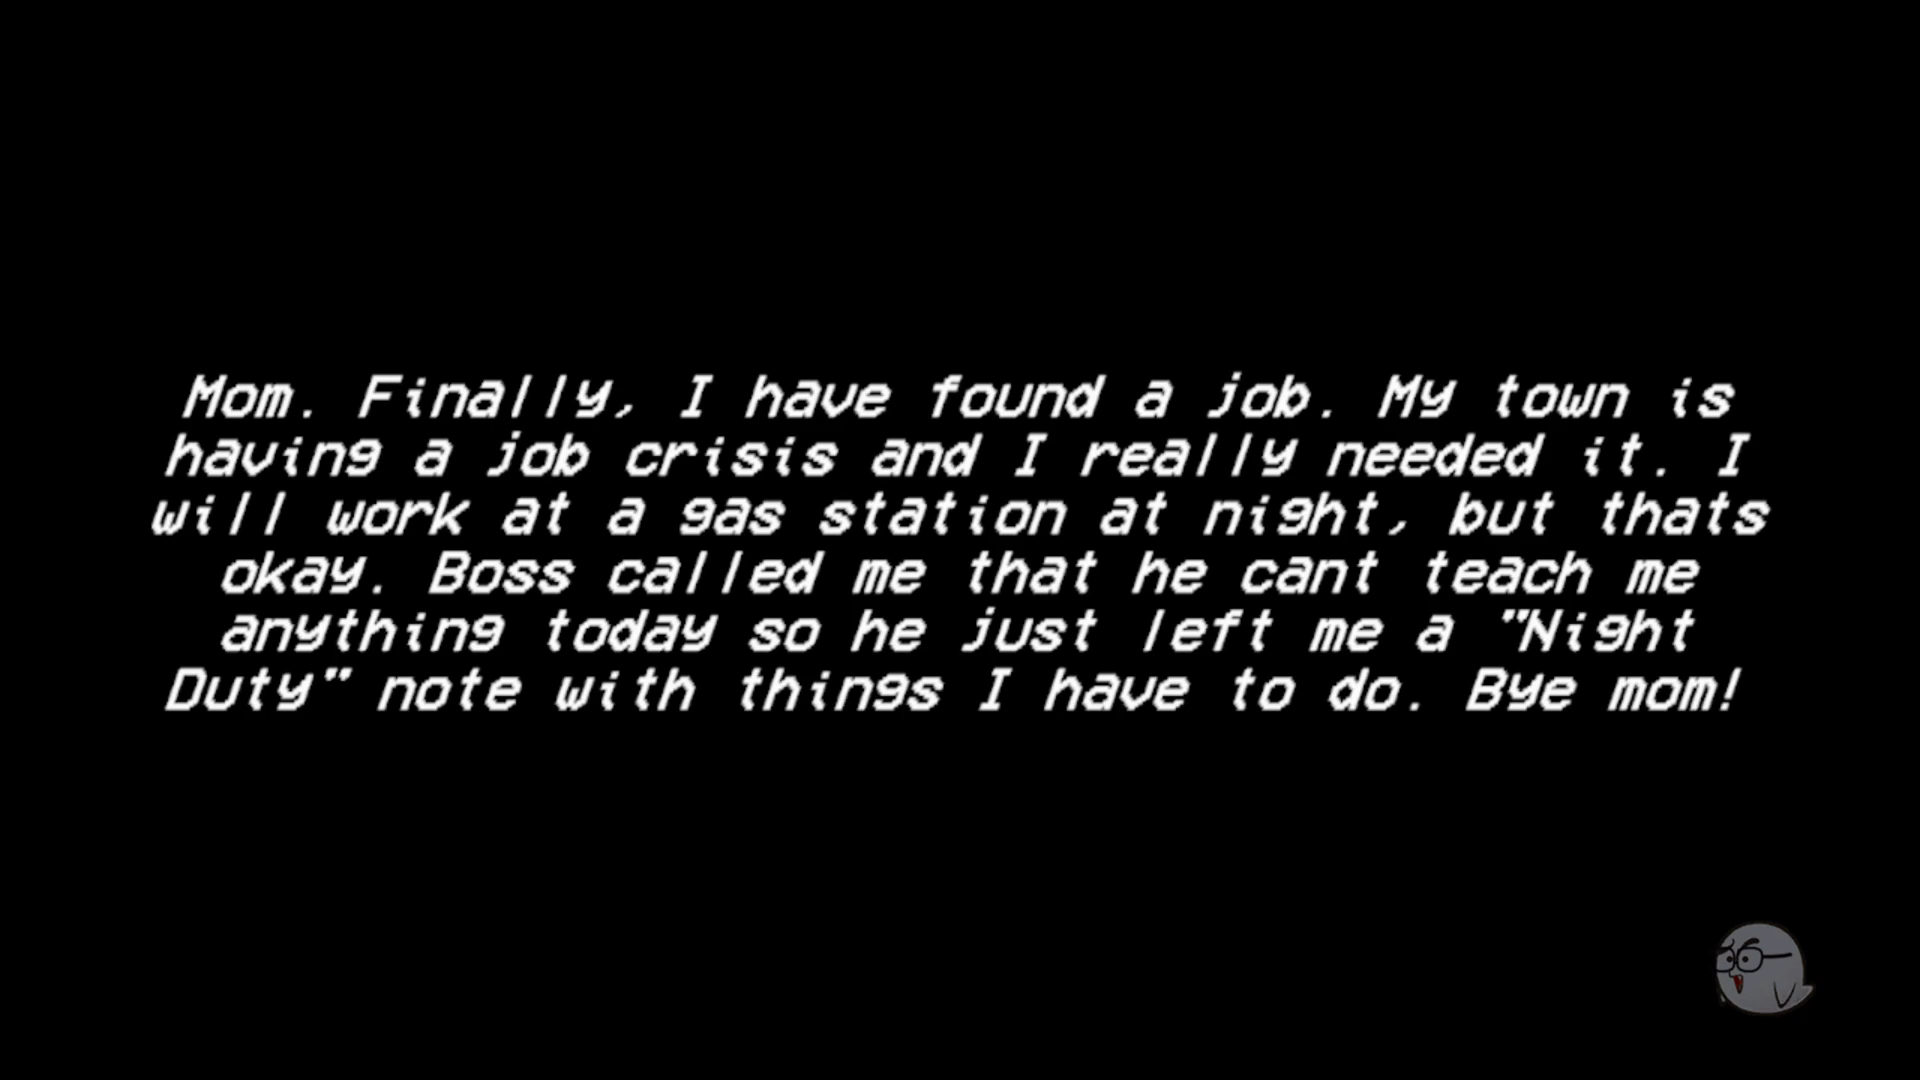 Mom. Finally, I have found a job. My town is
having a job crisis and I really needed it. I
will work at a gas station at night, but thats
okay. Boss called me that he cant teach me
anything today so he just left me a "Night
Duty" note with things I have to do. Bye mom!